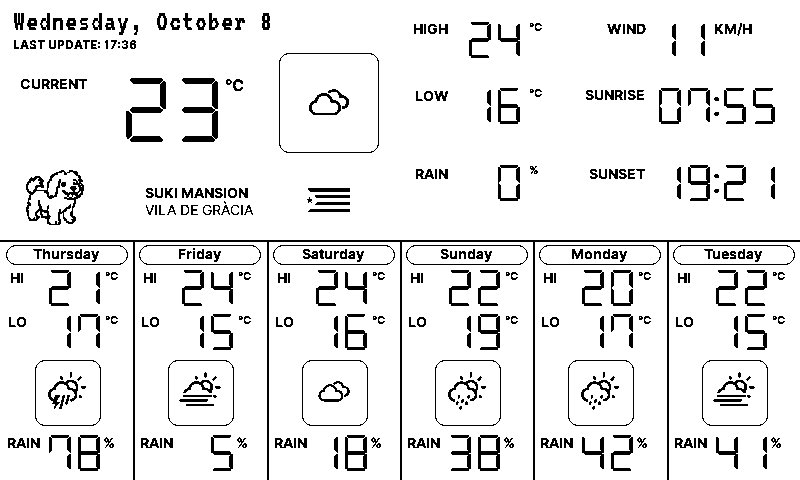 Wednesday, October 8
LAST UPDATE: 17:36
CURRENT 23 °C
SUKI MANSION
VILA DE GRÀCIA
HIGH 24 °C
LOW 16 °C
RAIN 0 %
WIND 11 KM/H
SUNRISE 07:55
SUNSET 19:21
Thursday
HI 21 °C
LO 17 °C
RAIN 78 %
Friday
HI 24 °C
LO 15 °C
RAIN 5 %
Saturday
HI 24 °C
LO 16 °C
RAIN 18 %
Sunday
HI 22 °C
LO 19 °C
RAIN 38 %
Monday
HI 20 °C
LO 17 °C
RAIN 42 %
Tuesday
HI 22 °C
LO 15 °C
RAIN 41 %